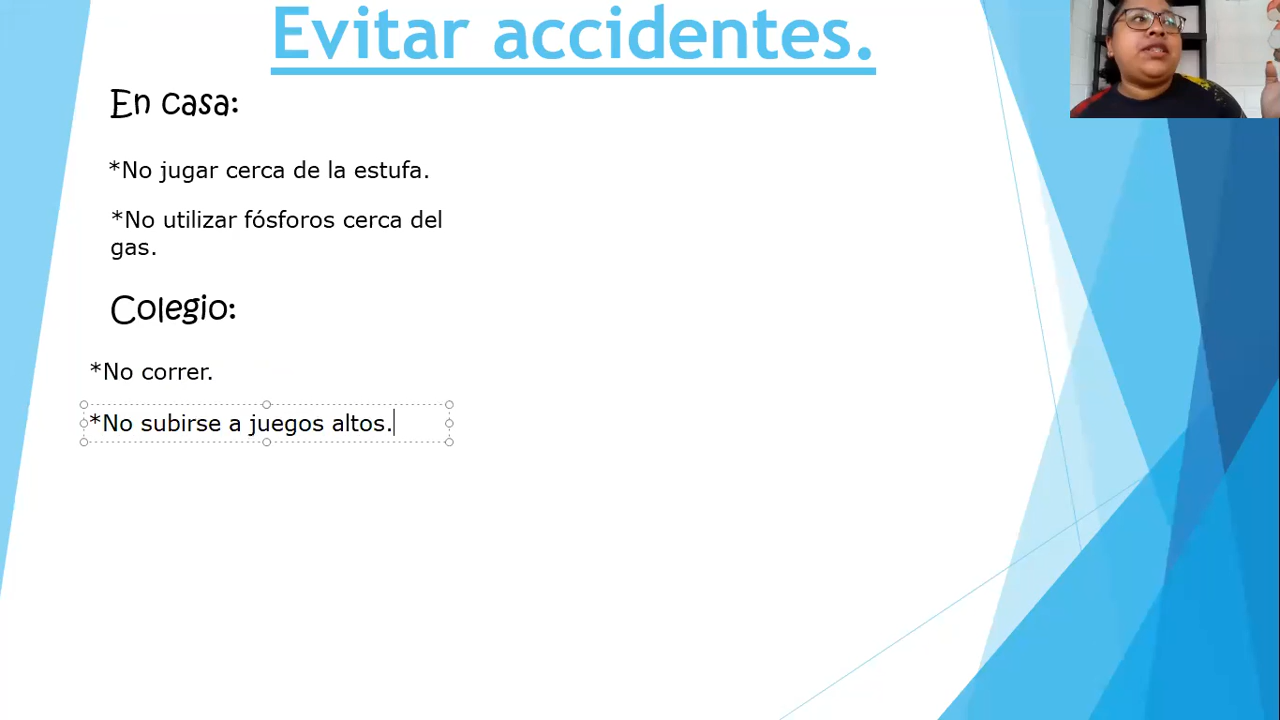 Evitar accidentes.
En casa:
*No jugar cerca de la estufa.
*No utilizar fósforos cerca del
gas.
Colegio:
*No correr.
*No subirse a juegos altos.